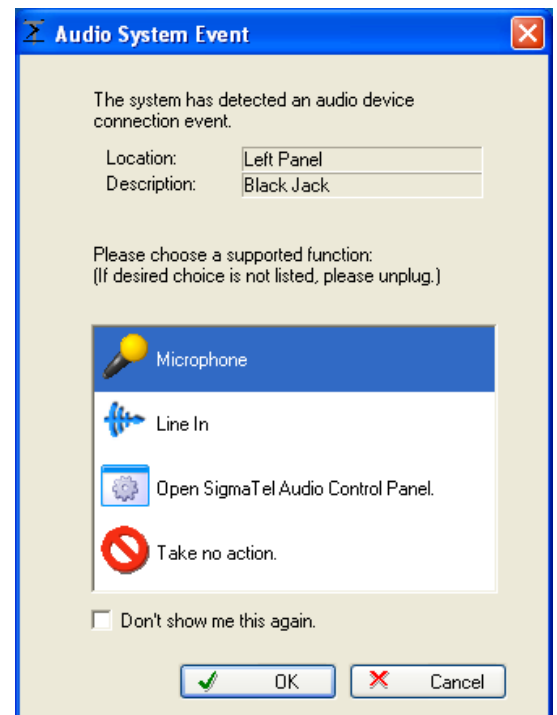 Audio System Event
The system has detected an audio device
connection event.
Location: Left Panel
Description: Black Jack
Please choose a supported function:
(If desired choice is not listed, please unplug.)
Microphone
Line In
Open SigmaTel Audio Control Panel.
Take no action.
Don't show me this again.
OK Cancel